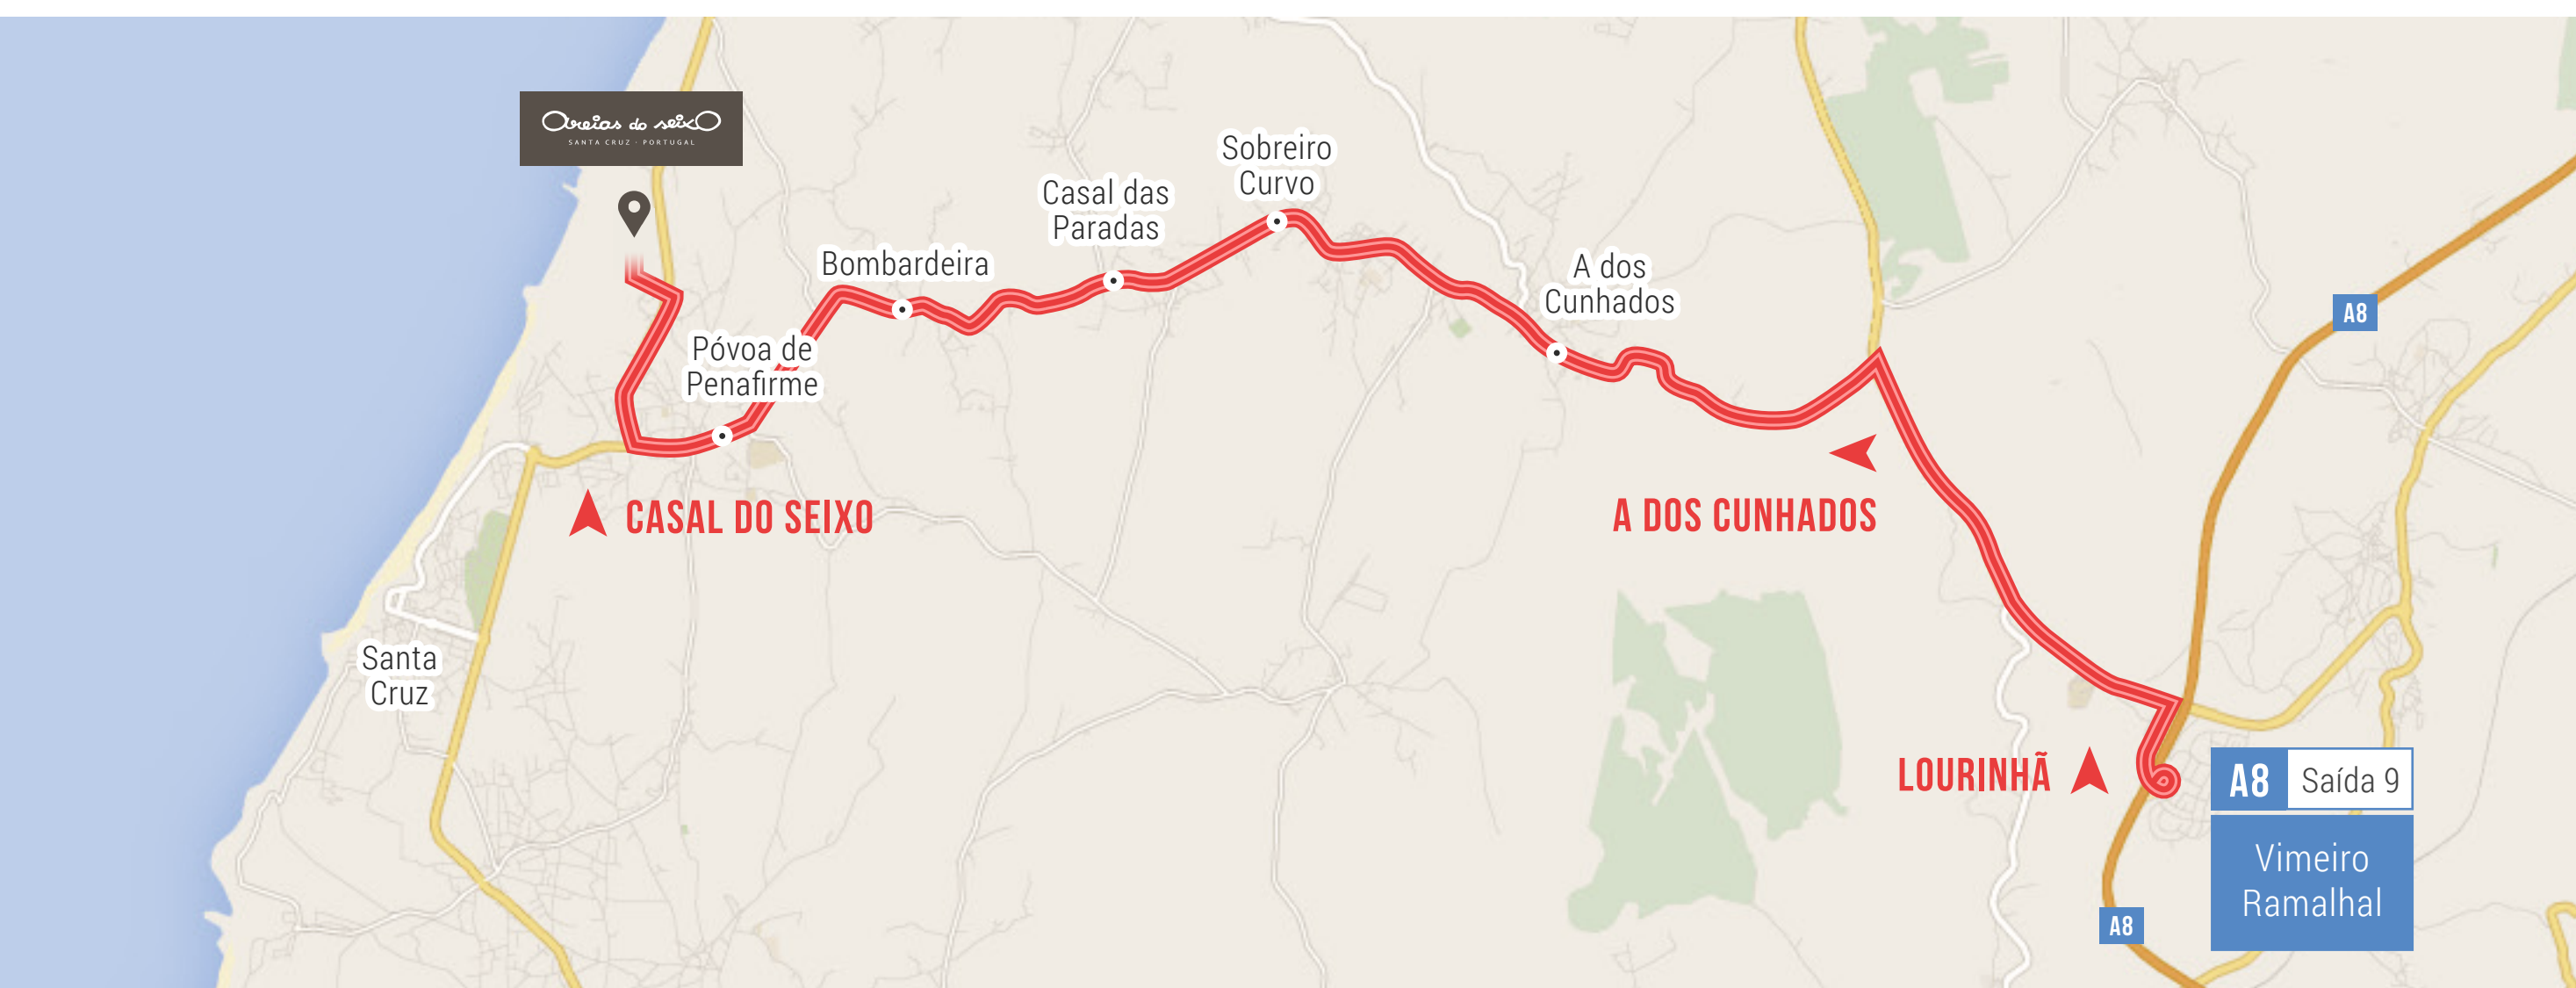 Areias do seixo
SANTA CRUZ - PORTUGAL
Sobreiro
Curvo
Casal das
Paradas
Bombardeira
A dos
Cunhados
A8
Póvoa de
Penafirme
CASAL DO SEIXO
A DOS CUNHADOS
Santa
Cruz
LOURINHÃ
A8 Saída 9
Vimeiro
Ramalhal
A8